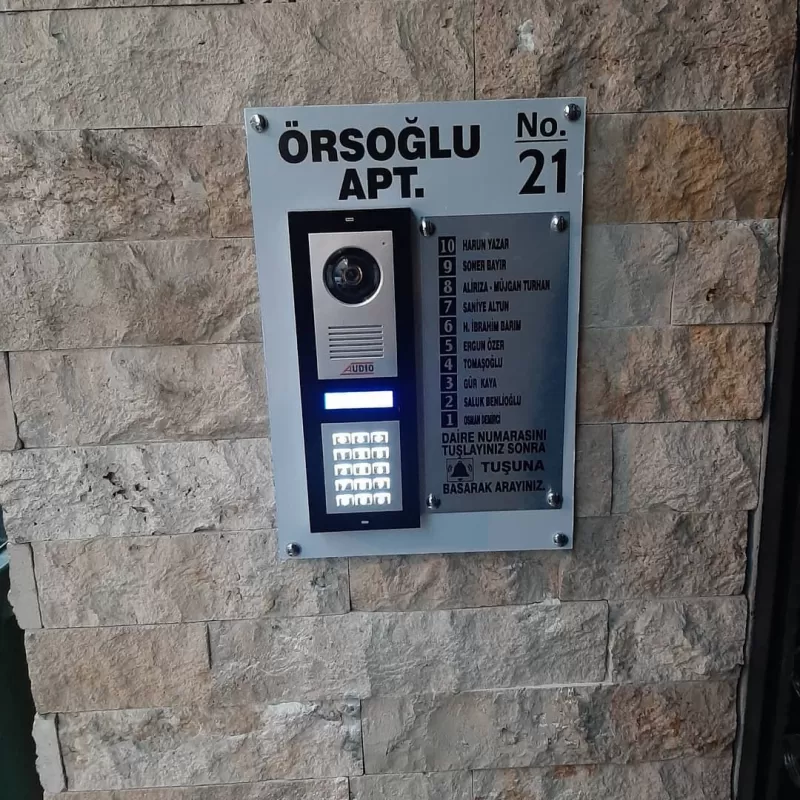 ÖRSOĞLU
APT.
No.
21
10 HARUN YAZAR
9 SONER BAYIR
8 ALİRIZA - MÜJGAN TURHAN
7 SANİYE ALTUN
6 H. İBRAHİM BARIM
5 ERGUN ÖZER
4 TOMAŞOĞLU
3 GÜR KAYA
2 SALUK BENLİOĞLU
1 OSMAN DEMİRCİ
DAİRE NUMARASINI
TUŞLAYINIZ SONRA
TUŞUNA
BASARAK ARAYINIZ.
AUDIO